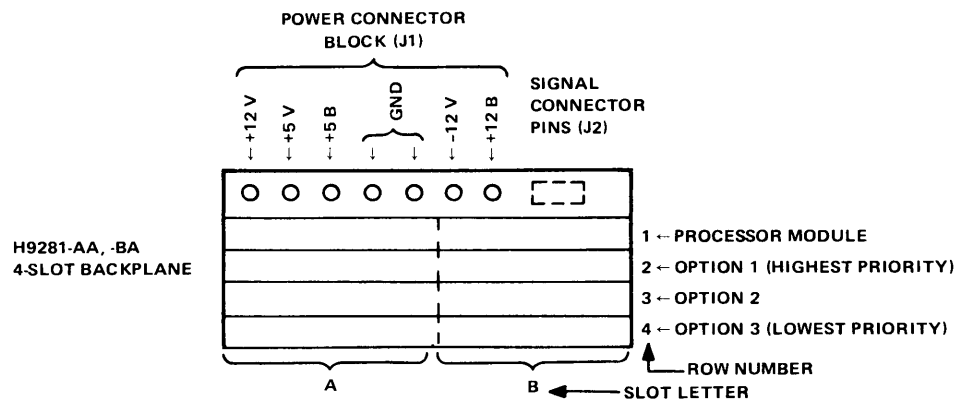 POWER CONNECTOR
BLOCK (J1)
+12 V
+5 V
+5 B
GND
-12 V
+12 B
SIGNAL
CONNECTOR
PINS (J2)
H9281-AA, -BA
4-SLOT BACKPLANE
1 ← PROCESSOR MODULE
2 ← OPTION 1 (HIGHEST PRIORITY)
3 ← OPTION 2
4 ← OPTION 3 (LOWEST PRIORITY)
ROW NUMBER
A
B
SLOT LETTER